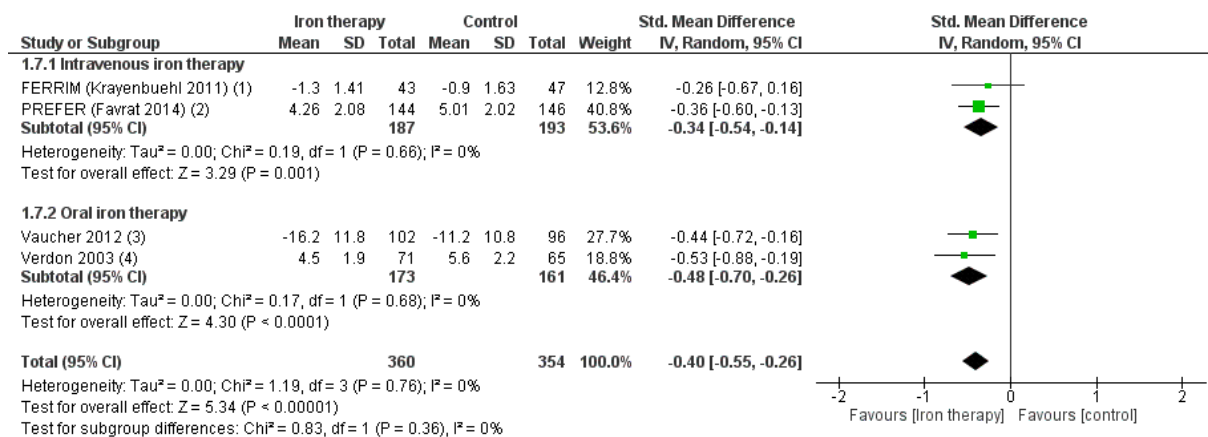 Iron therapy Control Std. Mean Difference Std. Mean Difference
Study or Subgroup Mean SD Total Mean SD Total Weight IV, Random, 95% CI IV, Random, 95% CI
1.7.1 Intravenous iron therapy
FERRIM (Krayenbuehl 2011) (1) -1.3 1.41 43 -0.9 1.63 47 12.8% -0.26 [-0.67, 0.16]
PREFER (Favrat 2014) (2) 4.26 2.08 144 5.01 2.02 146 40.8% -0.36 [-0.60, -0.13]
Subtotal (95% CI) 187 193 53.6% -0.34 [-0.54, -0.14]
Heterogeneity: Tau² = 0.00; Chi² = 0.19, df = 1 (P = 0.66); I² = 0%
Test for overall effect: Z = 3.29 (P = 0.001)
1.7.2 Oral iron therapy
Vaucher 2012 (3) -16.2 11.8 102 -11.2 10.8 96 27.7% -0.44 [-0.72, -0.16]
Verdon 2003 (4) 4.5 1.9 71 5.6 2.2 65 18.8% -0.53 [-0.88, -0.19]
Subtotal (95% CI) 173 161 46.4% -0.48 [-0.70, -0.26]
Heterogeneity: Tau² = 0.00; Chi² = 0.17, df = 1 (P = 0.68); I² = 0%
Test for overall effect: Z = 4.30 (P < 0.0001)
Total (95% CI) 360 354 100.0% -0.40 [-0.55, -0.26]
Heterogeneity: Tau² = 0.00; Chi² = 1.19, df = 3 (P = 0.76); I² = 0%
Test for overall effect: Z = 5.34 (P < 0.00001)
Test for subgroup differences: Chi² = 0.83, df = 1 (P = 0.36), I² = 0%
-2 -1 0 1 2
Favours [Iron therapy] Favours [control]